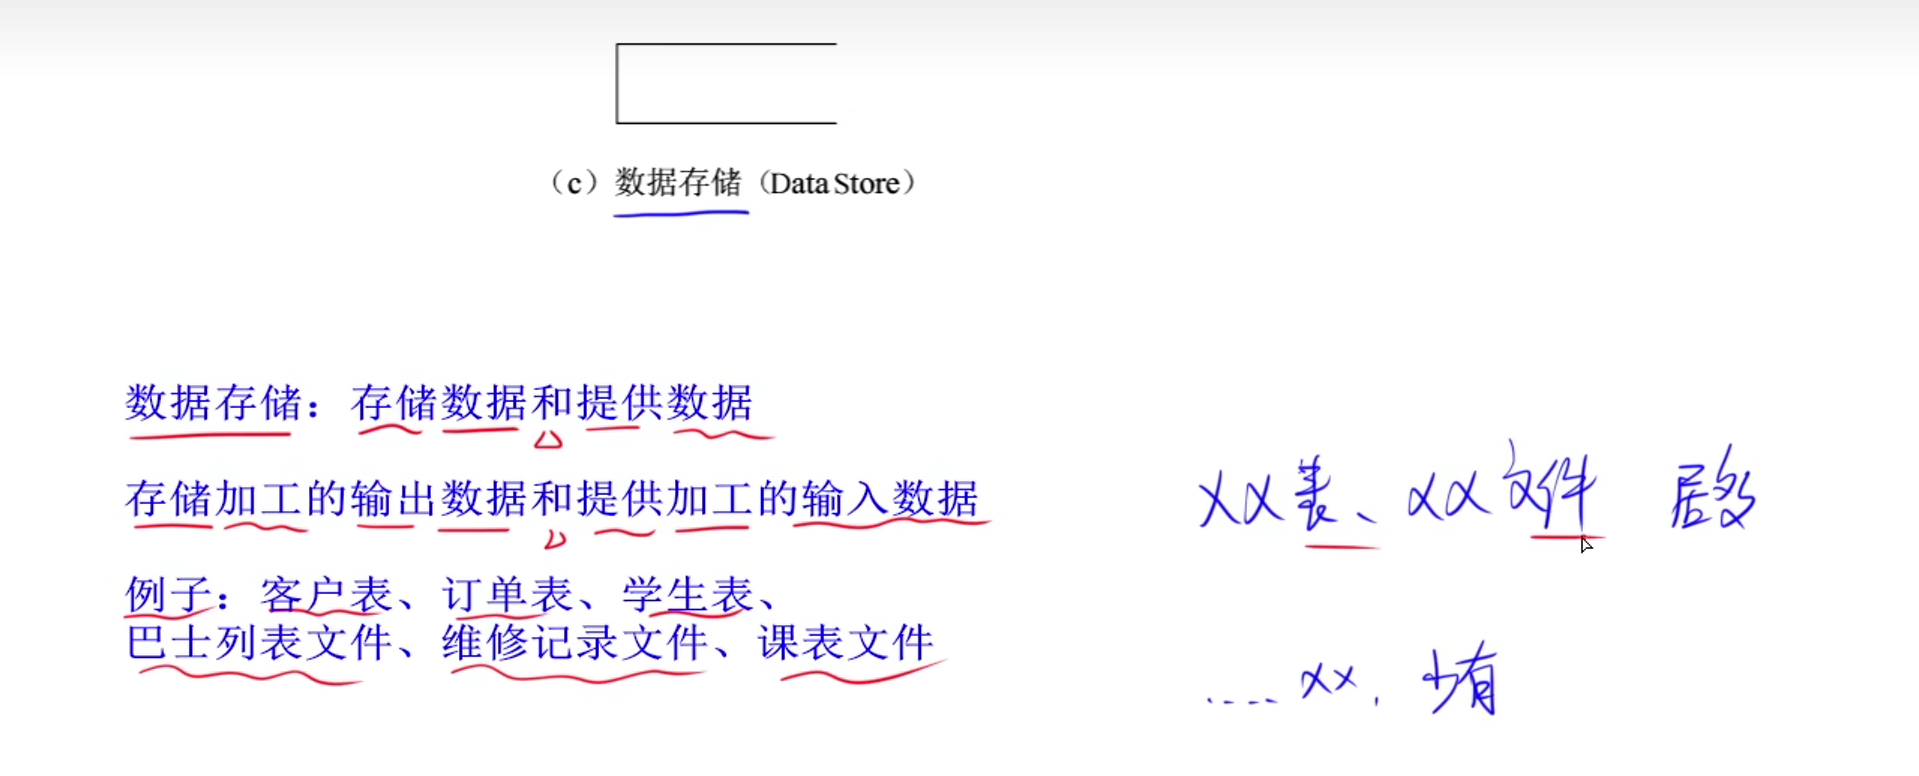 （c）数据存储（Data Store）
数据存储：存储数据和提供数据
存储加工的输出数据和提供加工的输入数据
例子：客户表、订单表、学生表、
巴士列表文件、维修记录文件、课表文件
XX表、XX文件 居多
.... XX, 少有